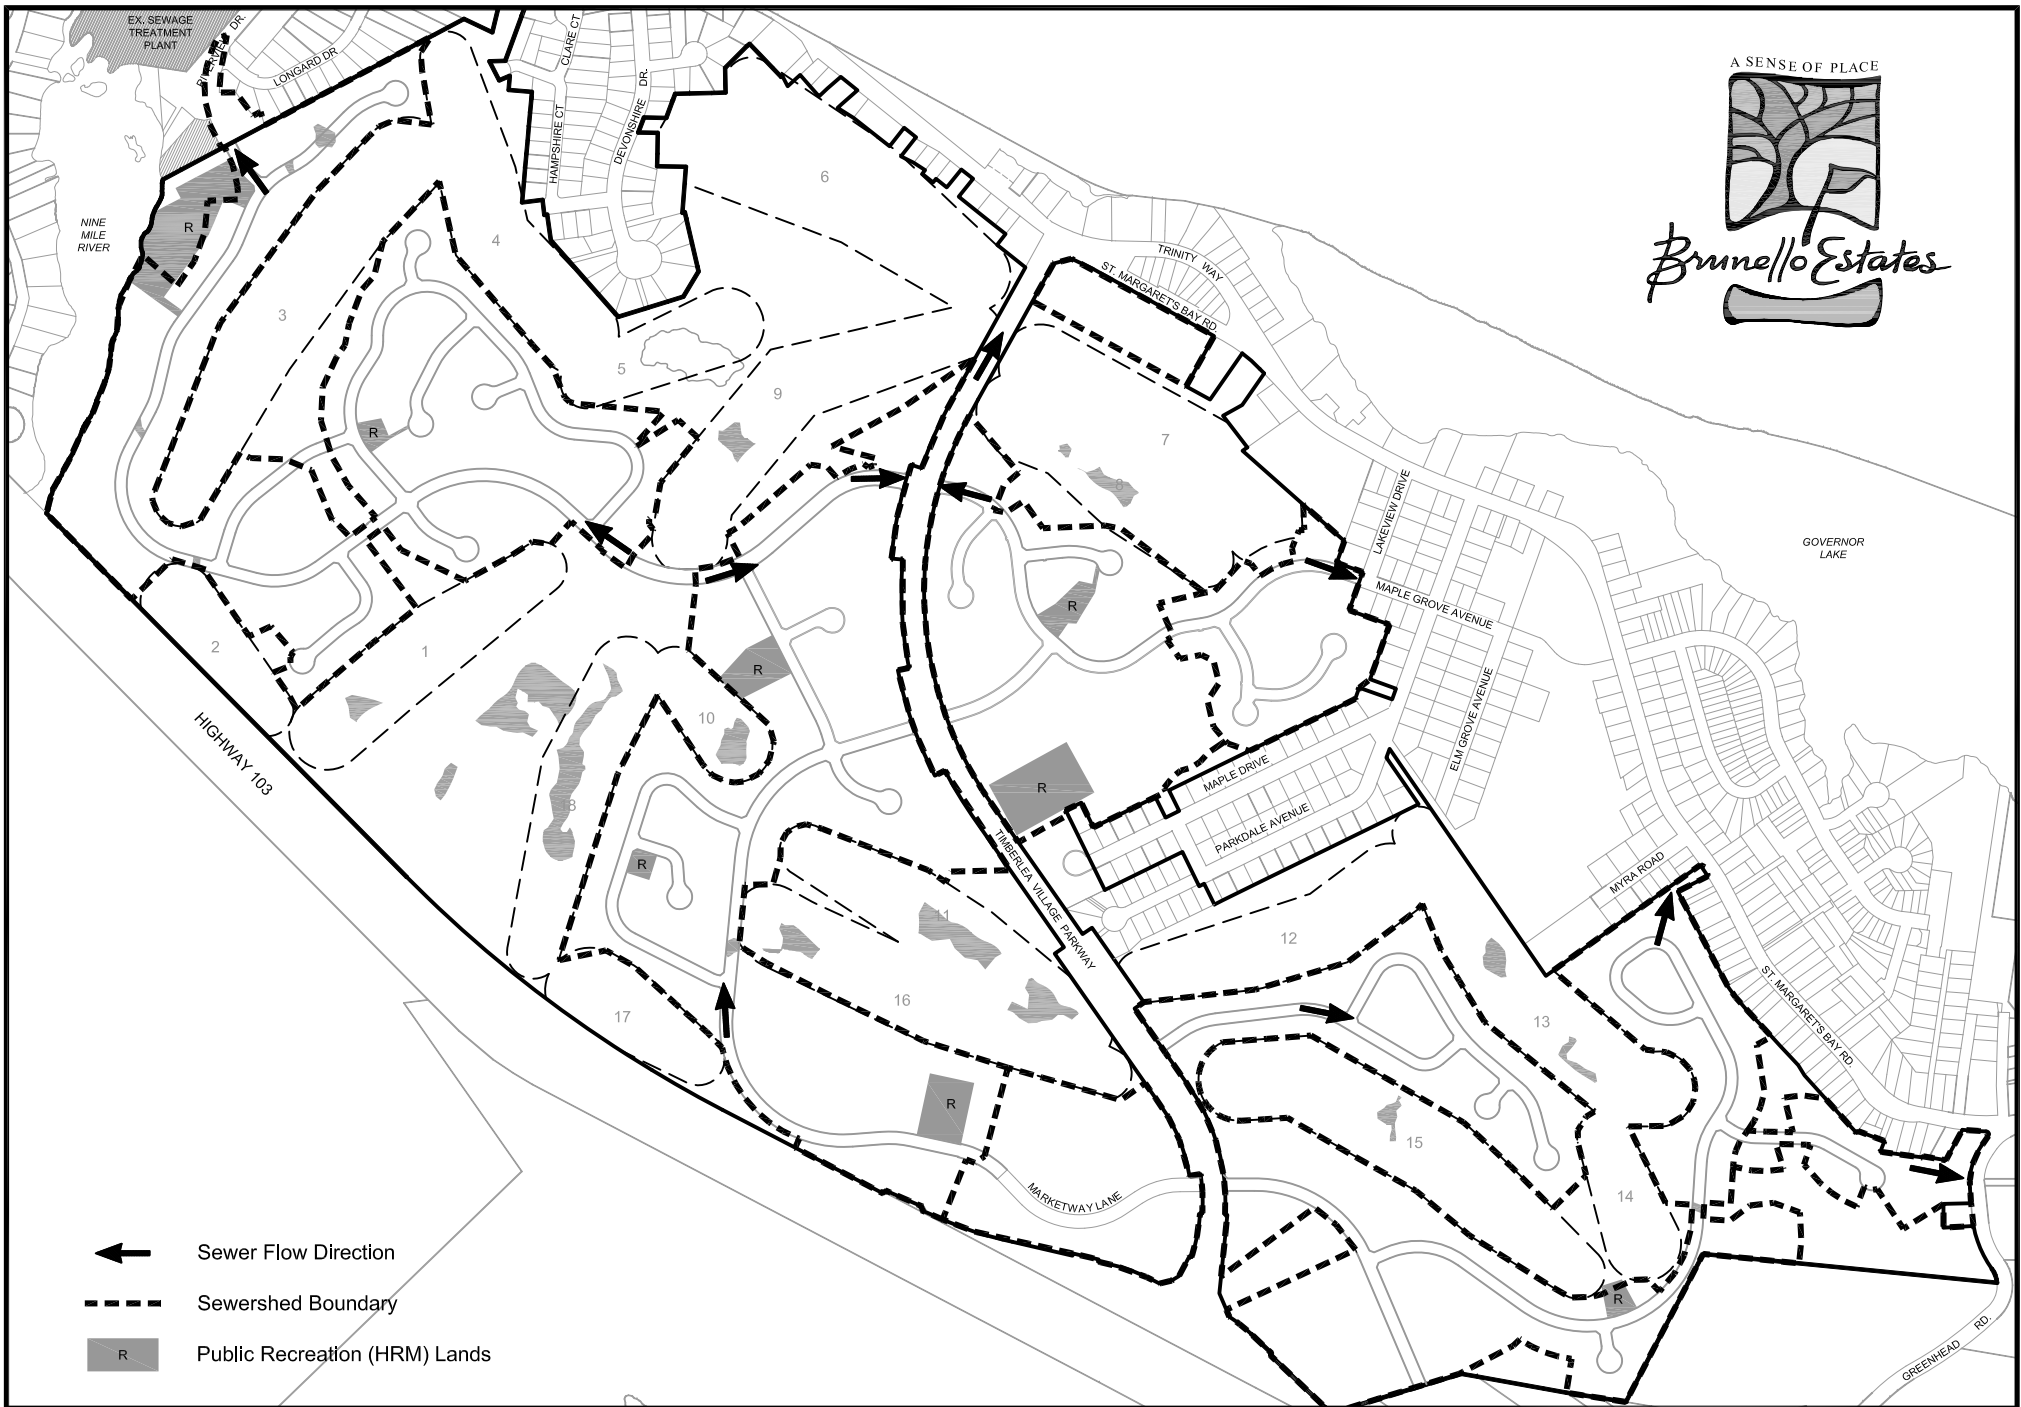 EX. SEWAGE
TREATMENT
PLANT
RIVERVIEW DR.
LONGARD DR
CLARE CT
HAMPSHIRE CT
DEVONSHIRE DR.
A SENSE OF PLACE
Brunello Estates
NINE
MILE
RIVER
R
6
4
3
TRINITY WAY
ST. MARGARET'S BAY RD.
5
9
R
7
8
LAKEVIEW DRIVE
GOVERNOR
LAKE
MAPLE GROVE AVENUE
R
2
1
R
10
ELM GROVE AVENUE
HIGHWAY 103
18
R
MAPLE DRIVE
PARKDALE AVENUE
R
MYRA ROAD
TIMBERLEA VILLAGE PARKWAY
11
12
16
17
13
ST. MARGARET'S BAY RD.
R
15
MARKETWAY LANE
14
R
GREENHEAD RD.
Sewer Flow Direction
Sewershed Boundary
R
Public Recreation (HRM) Lands